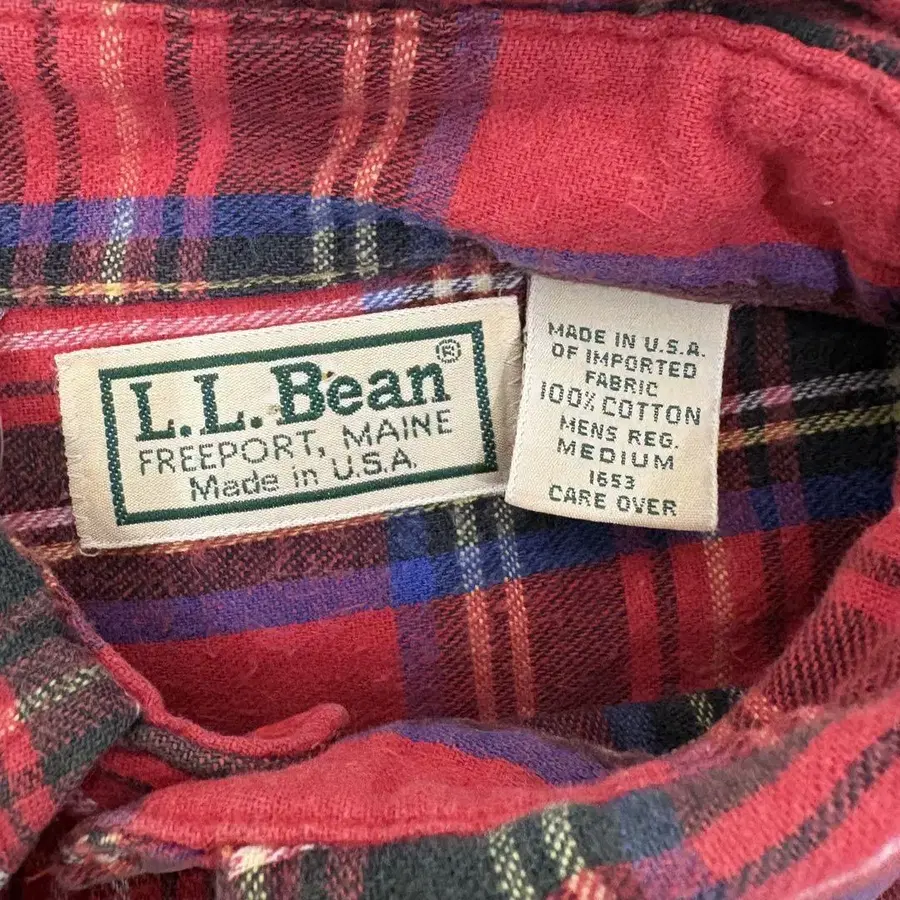 L.L.Bean®
FREEPORT, MAINE
Made in U.S.A.
MADE IN U.S.A.
OF IMPORTED
FABRIC
100% COTTON
MENS REG.
MEDIUM
1653
CARE OVER